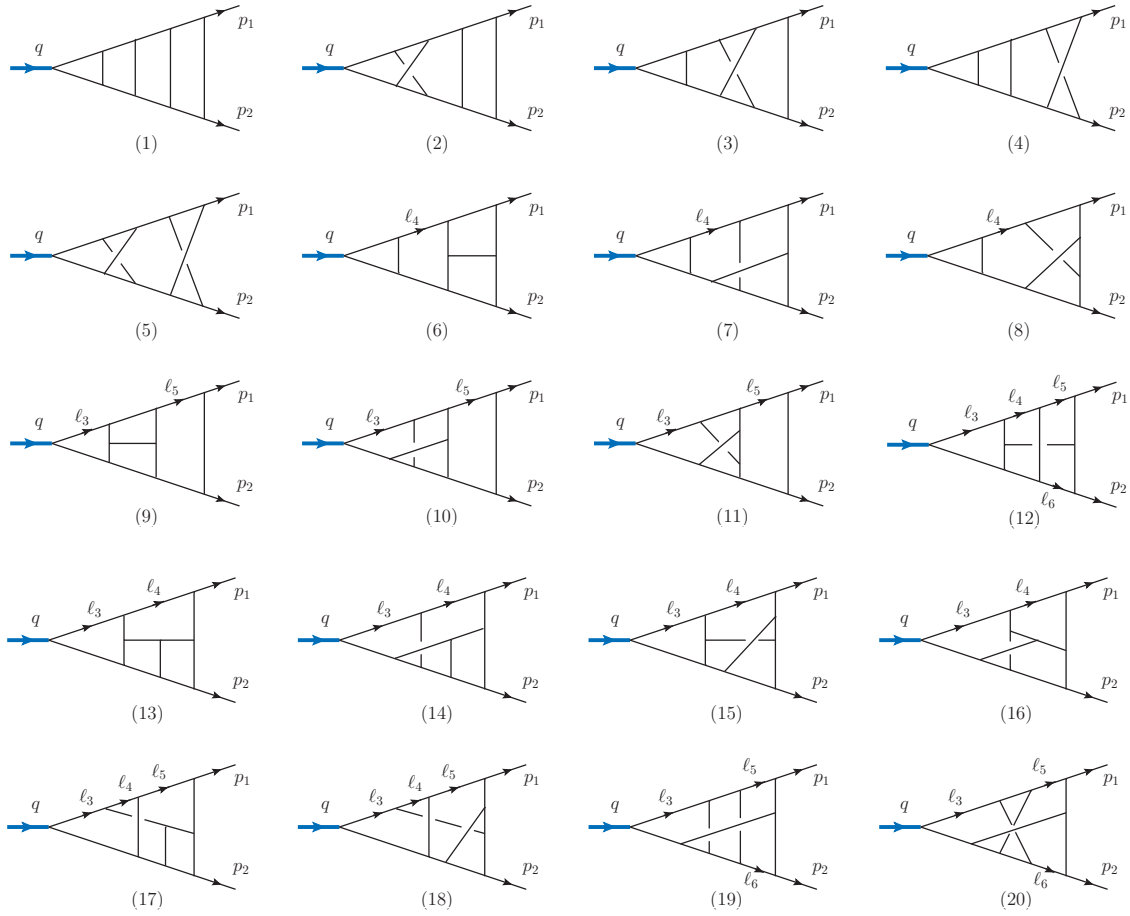 q p₁ q p₁ q p₁ q p₁
p₂ p₂ p₂ p₂
(1) (2) (3) (4)
q p₁ q ℓ₄ p₁ q ℓ₄ p₁ q ℓ₄ p₁
p₂ p₂ p₂ p₂
(5) (6) (7) (8)
q ℓ₃ ℓ₅ p₁ q ℓ₃ ℓ₅ p₁ q ℓ₃ ℓ₅ p₁ q ℓ₃ ℓ₄ ℓ₅ p₁
p₂ p₂ p₂ ℓ₆ p₂
(9) (10) (11) (12)
q ℓ₃ ℓ₄ p₁ q ℓ₃ ℓ₄ p₁ q ℓ₃ ℓ₄ p₁ q ℓ₃ ℓ₄ p₁
p₂ p₂ p₂ p₂
(13) (14) (15) (16)
q ℓ₃ ℓ₄ ℓ₅ p₁ q ℓ₃ ℓ₄ ℓ₅ p₁ q ℓ₃ ℓ₅ p₁ q ℓ₃ ℓ₅ p₁
p₂ p₂ ℓ₆ p₂ ℓ₆ p₂
(17) (18) (19) (20)